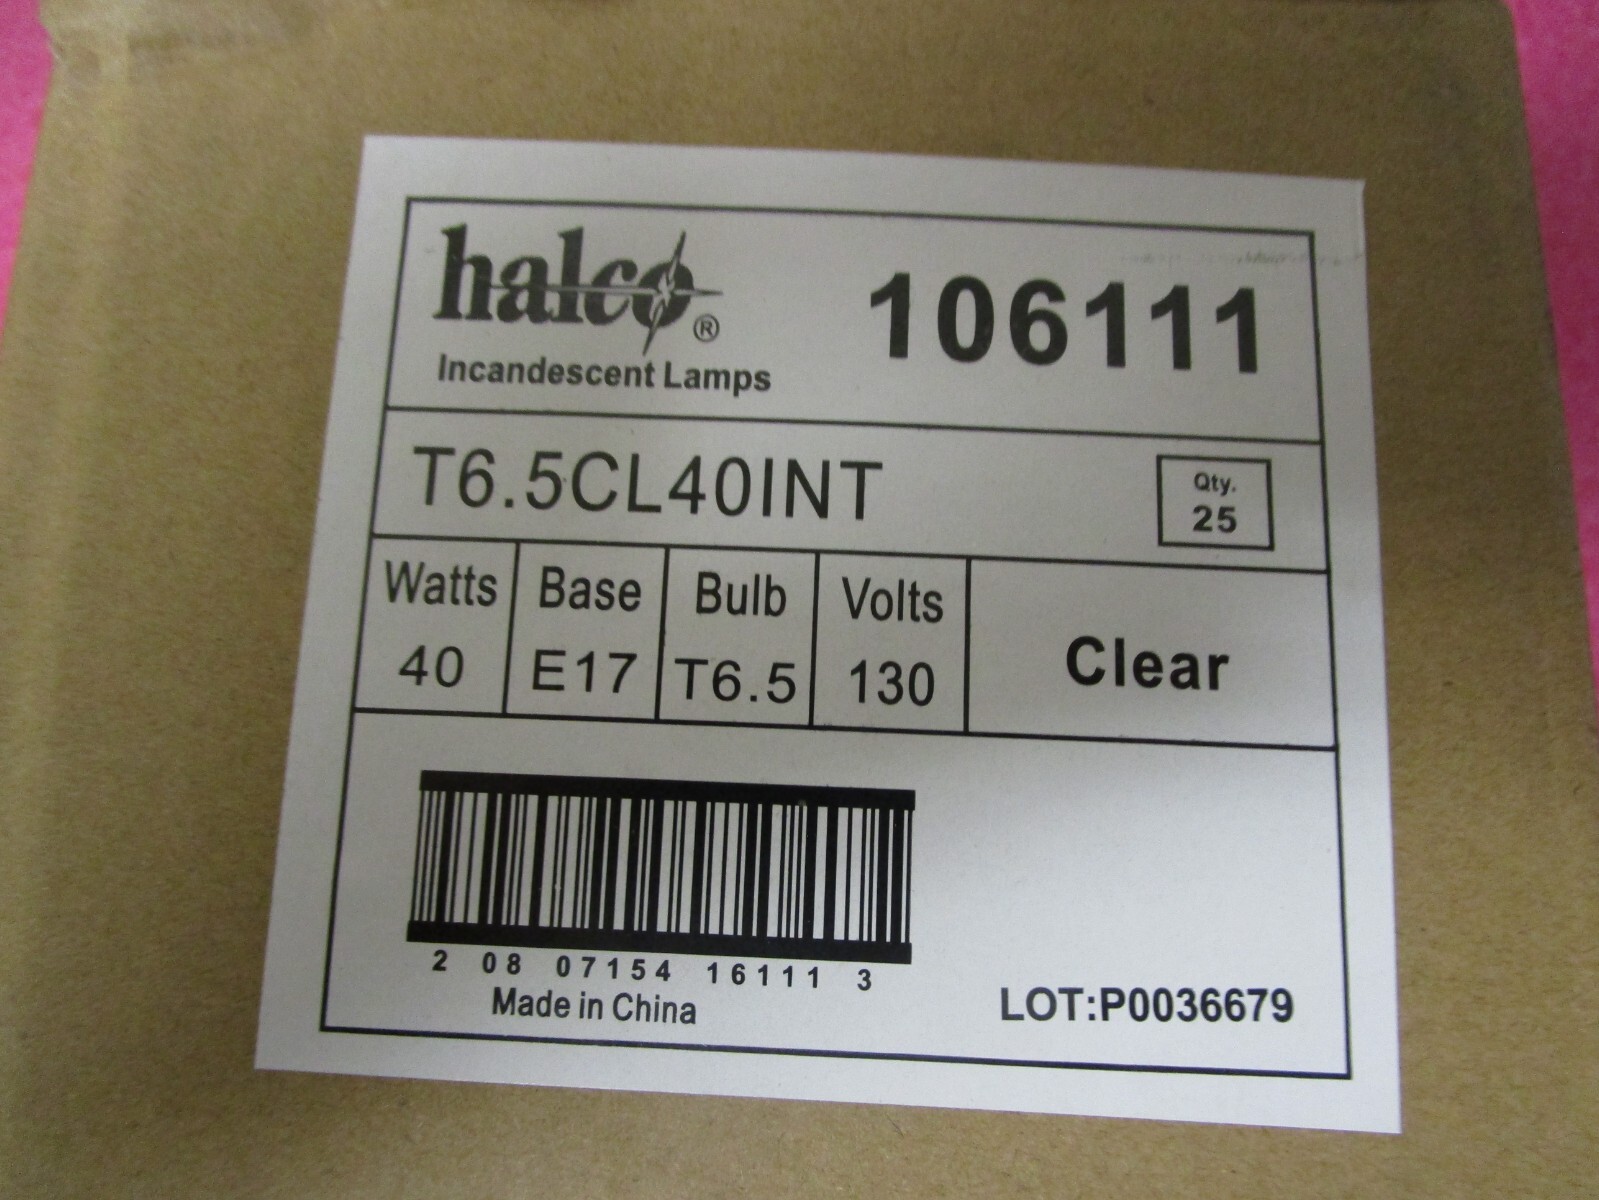 halco®
Incandescent Lamps
106111
T6.5CL40INT
Qty.
25
Watts
40
Base
E17
Bulb
T6.5
Volts
130
Clear
2 08 07154 16111 3
Made in China
LOT:P0036679